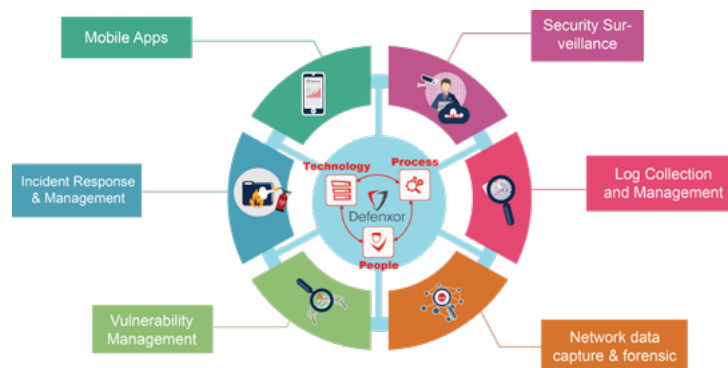 Mobile Apps
Security Sur-
veillance
Incident Response
& Management
Log Collection
and Management
Vulnerability
Management
Network data
capture & forensic
Technology
Process
Defenxor
People